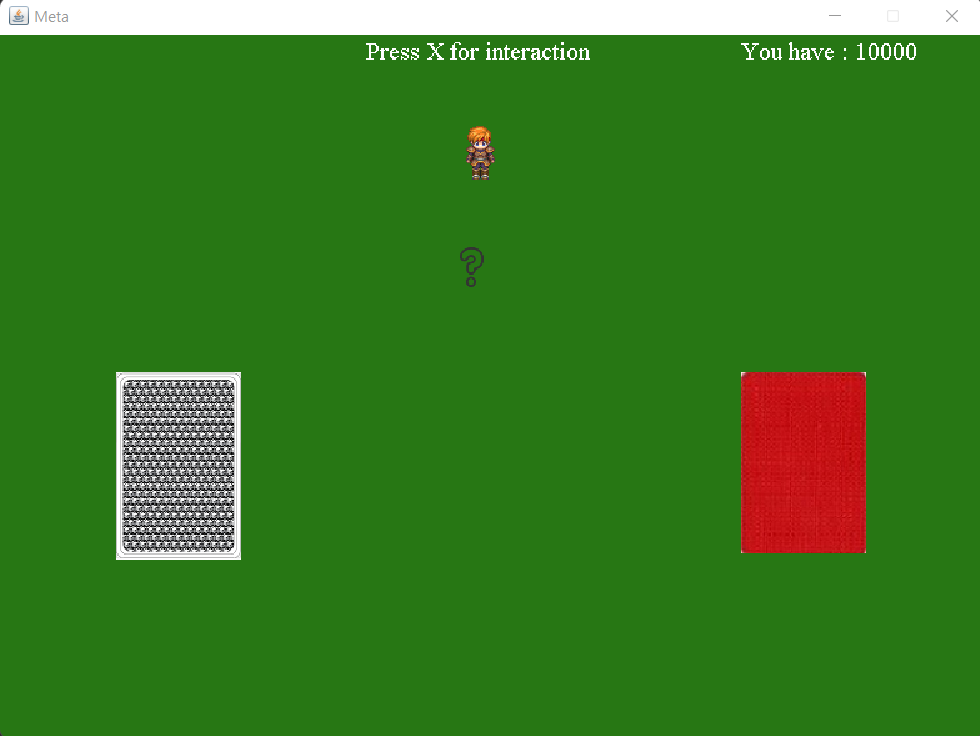 Meta
Press X for interaction
You have : 10000
?